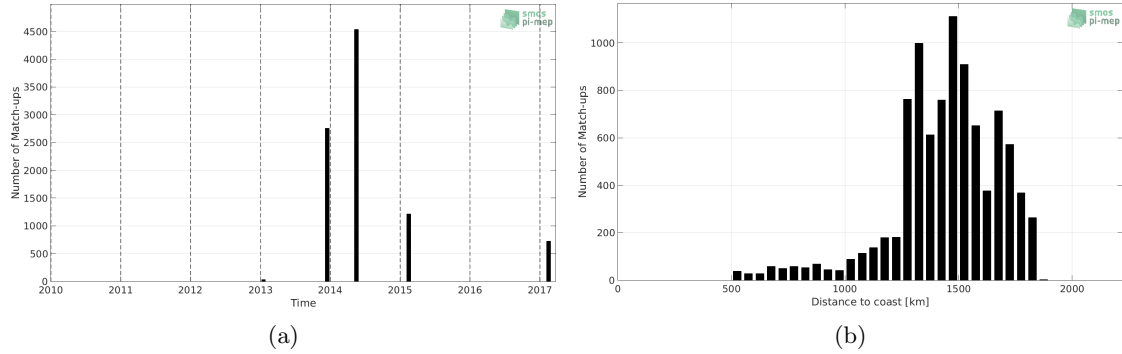 smos
pi-mep
4500
4000
3500
3000
2500
2000
1500
1000
500
0
Number of Match-ups
2010 2011 2012 2013 2014 2015 2016 2017
Time
(a)
smos
pi-mep
1000
800
600
400
200
0
Number of Match-ups
0 500 1000 1500 2000
Distance to coast [km]
(b)